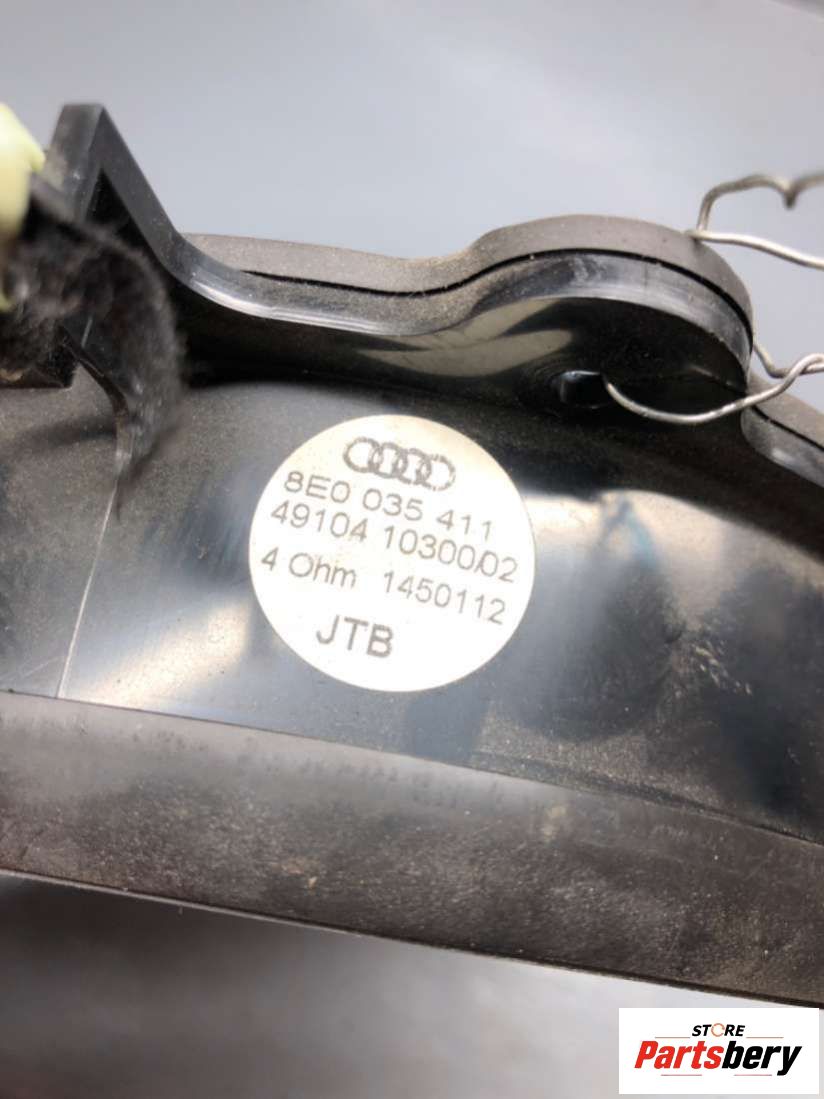 8E0 035 411
49104 10300/02
4 Ohm 1450112
JTB
STORE
Partsbery